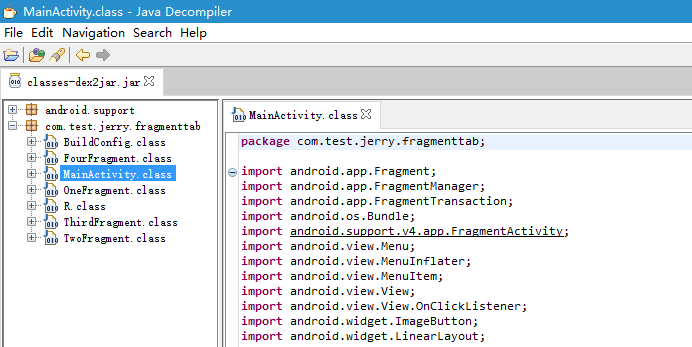 MainActivity.class - Java Decompiler
File Edit Navigation Search Help
classes-dex2jar.jar
android.support
com.test.jerry.fragmenttab
BuildConfig.class
FourFragment.class
MainActivity.class
OneFragment.class
R.class
ThirdFragment.class
TwoFragment.class
MainActivity.class
package com.test.jerry.fragmenttab;
import android.app.Fragment;
import android.app.FragmentManager;
import android.app.FragmentTransaction;
import android.os.Bundle;
import android.support.v4.app.FragmentActivity;
import android.view.Menu;
import android.view.MenuInflater;
import android.view.MenuItem;
import android.view.View;
import android.view.View.OnClickListener;
import android.widget.ImageButton;
import android.widget.LinearLayout;